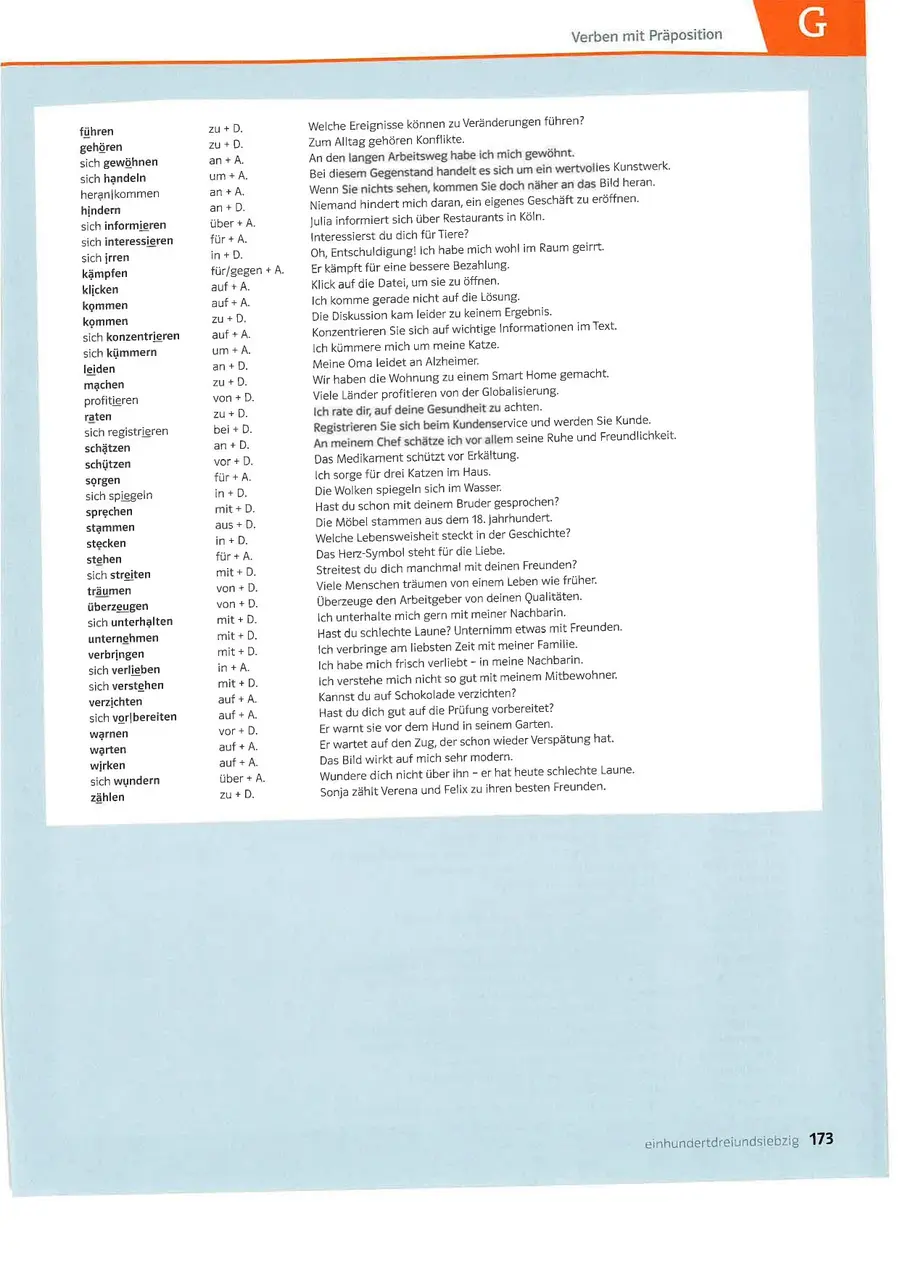 Verben mit Präposition G
führen zu + D. Welche Ereignisse können zu Veränderungen führen?
gehören zu + D. Zum Alltag gehören Konflikte.
sich gewöhnen an + A. An den langen Arbeitsweg habe ich mich gewöhnt.
sich handeln um + A. Bei diesem Gegenstand handelt es sich um ein wertvolles Kunstwerk.
heran|kommen an + A. Wenn Sie nichts sehen, kommen Sie doch näher an das Bild heran.
hindern an + D. Niemand hindert mich daran, ein eigenes Geschäft zu eröffnen.
sich informieren über + A. Julia informiert sich über Restaurants in Köln.
sich interessieren für + A. Interessierst du dich für Tiere?
sich irren in + D. Oh, Entschuldigung! Ich habe mich wohl im Raum geirrt.
kämpfen für/gegen + A. Er kämpft für eine bessere Bezahlung.
klicken auf + A. Klick auf die Datei, um sie zu öffnen.
kommen auf + A. Ich komme gerade nicht auf die Lösung.
kommen zu + D. Die Diskussion kam leider zu keinem Ergebnis.
sich konzentrieren auf + A. Konzentrieren Sie sich auf wichtige Informationen im Text.
sich kümmern um + A. Ich kümmere mich um meine Katze.
leiden an + D. Meine Oma leidet an Alzheimer.
machen zu + D. Wir haben die Wohnung zu einem Smart Home gemacht.
profitieren von + D. Viele Länder profitieren von der Globalisierung.
raten zu + D. Ich rate dir, auf deine Gesundheit zu achten.
sich registrieren bei + D. Registrieren Sie sich beim Kundenservice und werden Sie Kunde.
schätzen an + D. An meinem Chef schätze ich vor allem seine Ruhe und Freundlichkeit.
schützen vor + D. Das Medikament schützt vor Erkältung.
sorgen für + A. Ich sorge für drei Katzen im Haus.
sich spiegeln in + D. Die Wolken spiegeln sich im Wasser.
sprechen mit + D. Hast du schon mit deinem Bruder gesprochen?
stammen aus + D. Die Möbel stammen aus dem 18. Jahrhundert.
stecken in + D. Welche Lebensweisheit steckt in der Geschichte?
stehen für + A. Das Herz-Symbol steht für die Liebe.
sich streiten mit + D. Streitest du dich manchmal mit deinen Freunden?
träumen von + D. Viele Menschen träumen von einem Leben wie früher.
überzeugen von + D. Überzeuge den Arbeitgeber von deinen Qualitäten.
sich unterhalten mit + D. Ich unterhalte mich gern mit meiner Nachbarin.
unternehmen mit + D. Hast du schlechte Laune? Unternimm etwas mit Freunden.
verbringen mit + D. Ich verbringe am liebsten Zeit mit meiner Familie.
sich verlieben in + A. Ich habe mich frisch verliebt – in meine Nachbarin.
sich verstehen mit + D. Ich verstehe mich nicht so gut mit meinem Mitbewohner.
verzichten auf + A. Kannst du auf Schokolade verzichten?
sich vor|bereiten auf + A. Hast du dich gut auf die Prüfung vorbereitet?
warnen vor + D. Er warnt sie vor dem Hund in seinem Garten.
warten auf + A. Er wartet auf den Zug, der schon wieder Verspätung hat.
wirken auf + A. Das Bild wirkt auf mich sehr modern.
sich wundern über + A. Wundere dich nicht über ihn – er hat heute schlechte Laune.
zählen zu + D. Sonja zählt Verena und Felix zu ihren besten Freunden.
einhundertdreiundsiebzig 173